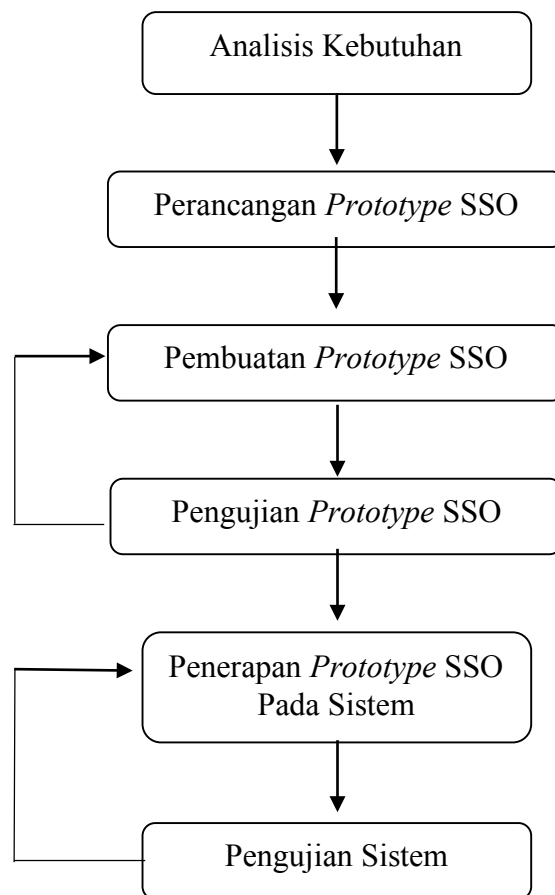 Analisis Kebutuhan
Perancangan Prototype SSO
Pembuatan Prototype SSO
Pengujian Prototype SSO
Penerapan Prototype SSO
Pada Sistem
Pengujian Sistem